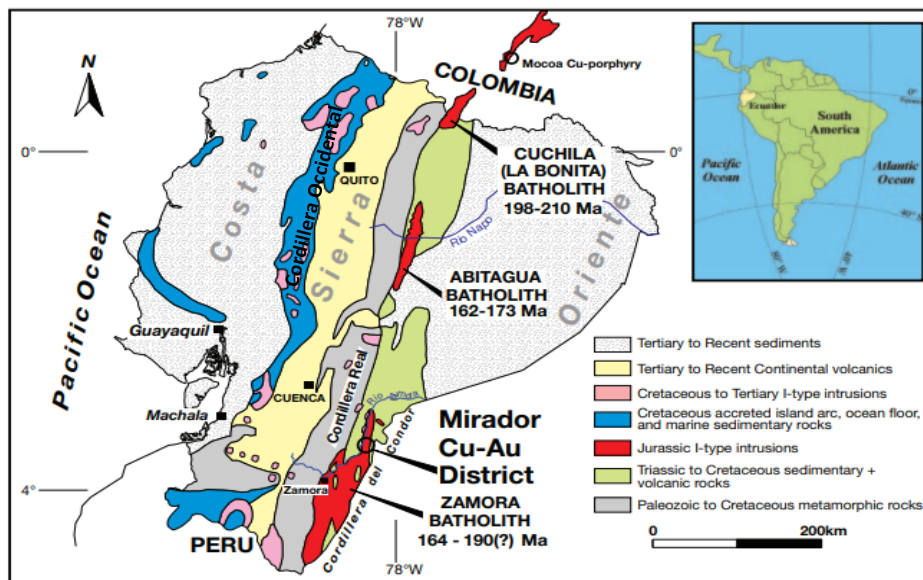 78°W
N
Mocoa Cu-porphyry
COLOMBIA
0°
0°
CUCHILA
(LA BONITA)
BATHOLITH
198-210 Ma
QUITO
Costa
Cordillera Occidental
Sierra
Rio Napo
Oriente
ABITAGUA
BATHOLITH
162-173 Ma
Pacific Ocean
Guayaquil
Machala
CUENCA
Cordillera Real
Mirador
Cu-Au
District
Cordillera del Condor
Zamora
4°
4°
ZAMORA
BATHOLITH
164 - 190(?) Ma
PERU
78°W
Ecuador
0°
South
America
Pacific
Ocean
Atlantic
Ocean
40°
80° W
40° W
Tertiary to Recent sediments
Tertiary to Recent Continental volcanics
Cretaceous to Tertiary I-type intrusions
Cretaceous accreted island arc, ocean floor,
and marine sedimentary rocks
Jurassic I-type intrusions
Triassic to Cretaceous sedimentary +
volcanic rocks
Paleozoic to Cretaceous metamorphic rocks
0 200km